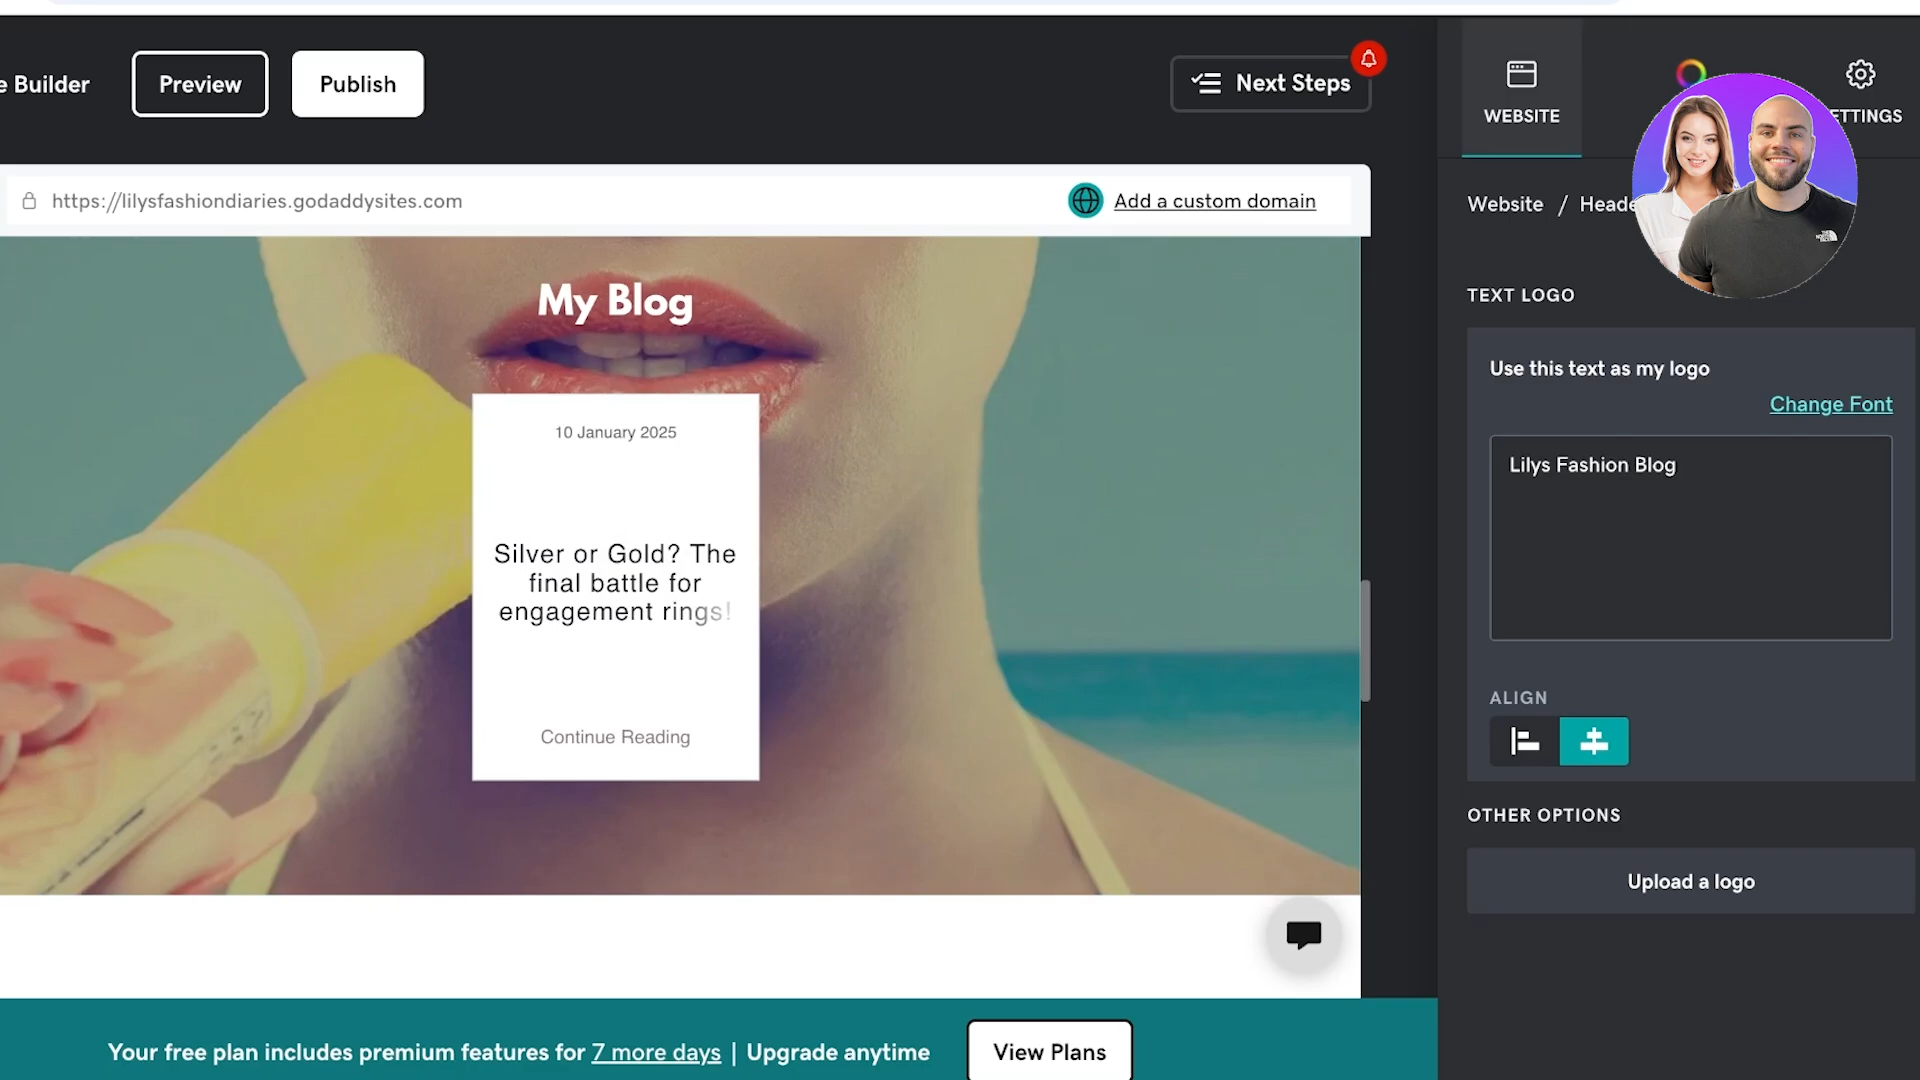 e Builder
Preview
Publish
Next Steps
WEBSITE
ETTINGS
https://lilysfashiondiaries.godaddysites.com
Add a custom domain
Website / Heade
My Blog
10 January 2025
Silver or Gold? The
final battle for
engagement rings!
Continue Reading
TEXT LOGO
Use this text as my logo
Change Font
Lilys Fashion Blog
ALIGN
OTHER OPTIONS
Upload a logo
Your free plan includes premium features for 7 more days | Upgrade anytime
View Plans